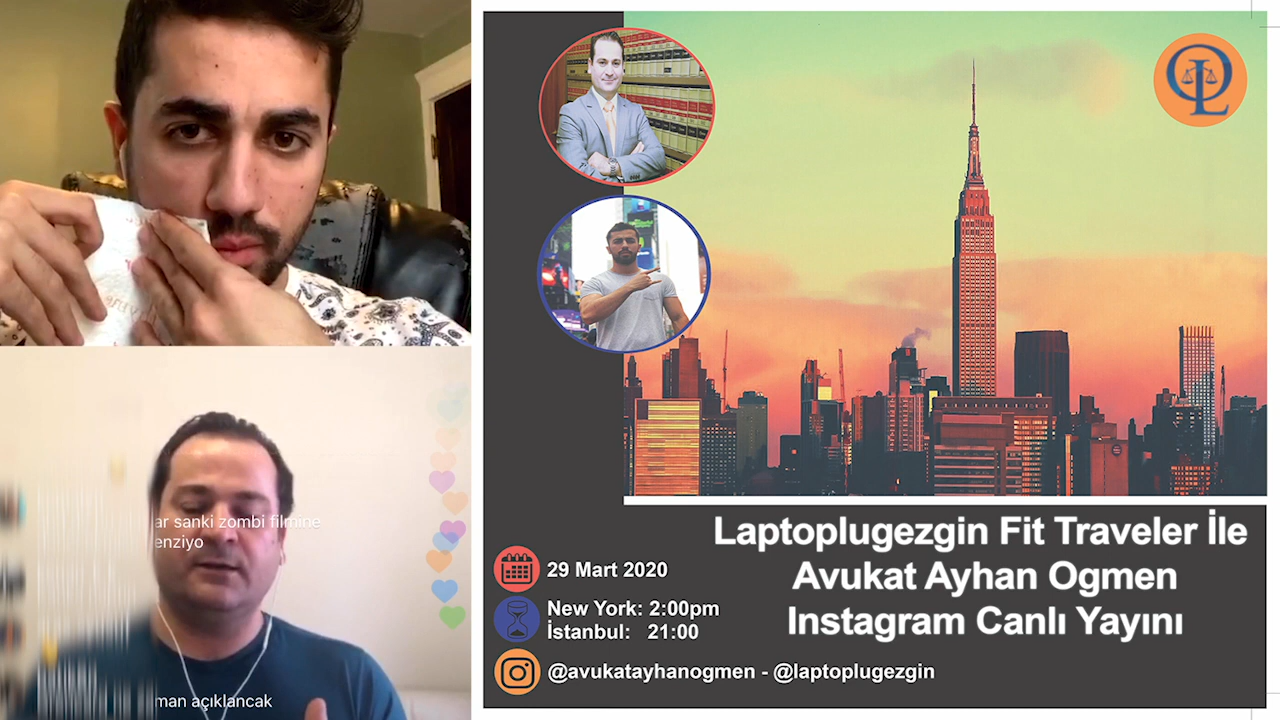 ar sanki zombi filmine
enziyo
man açıklancak
Laptoplugezgin Fit Traveler İle
Avukat Ayhan Ogmen
Instagram Canlı Yayını
29 Mart 2020
New York: 2:00pm
İstanbul: 21:00
@avukatayhanogmen - @laptoplugezgin